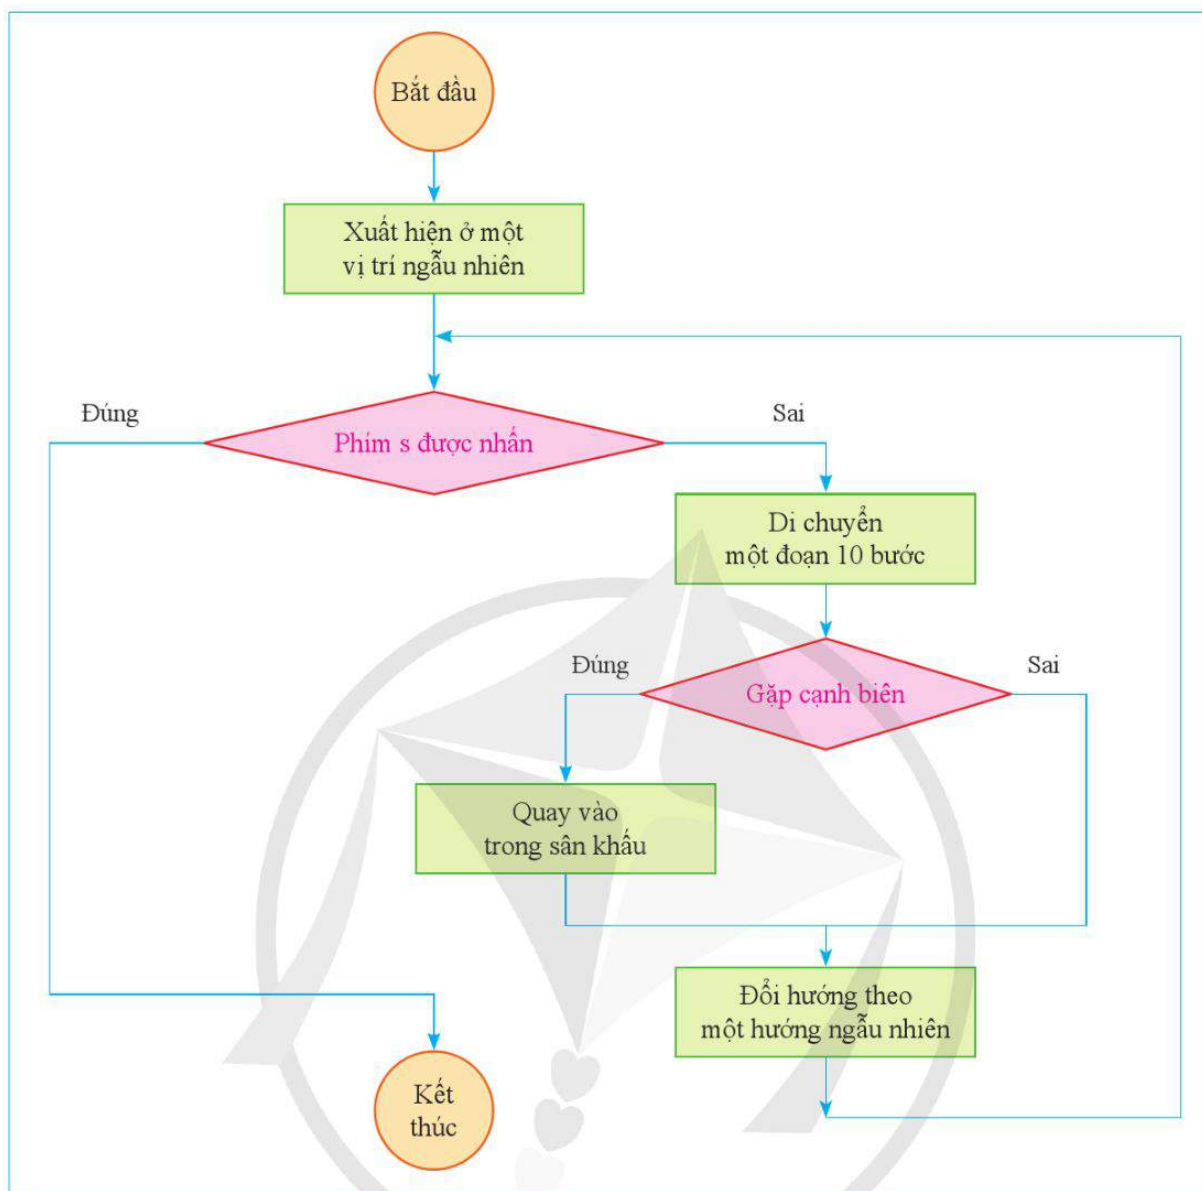 Bắt đầu
Xuất hiện ở một
vị trí ngẫu nhiên
Đúng
Sai
Phím s được nhấn
Di chuyển
một đoạn 10 bước
Đúng
Sai
Gặp cạnh biên
Quay vào
trong sân khấu
Đổi hướng theo
một hướng ngẫu nhiên
Kết
thúc